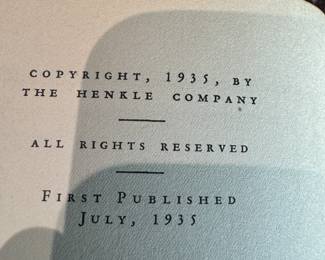 COPYRIGHT, 1935, BY
THE HENKLE COMPANY
ALL RIGHTS RESERVED
FIRST PUBLISHED
JULY, 1935